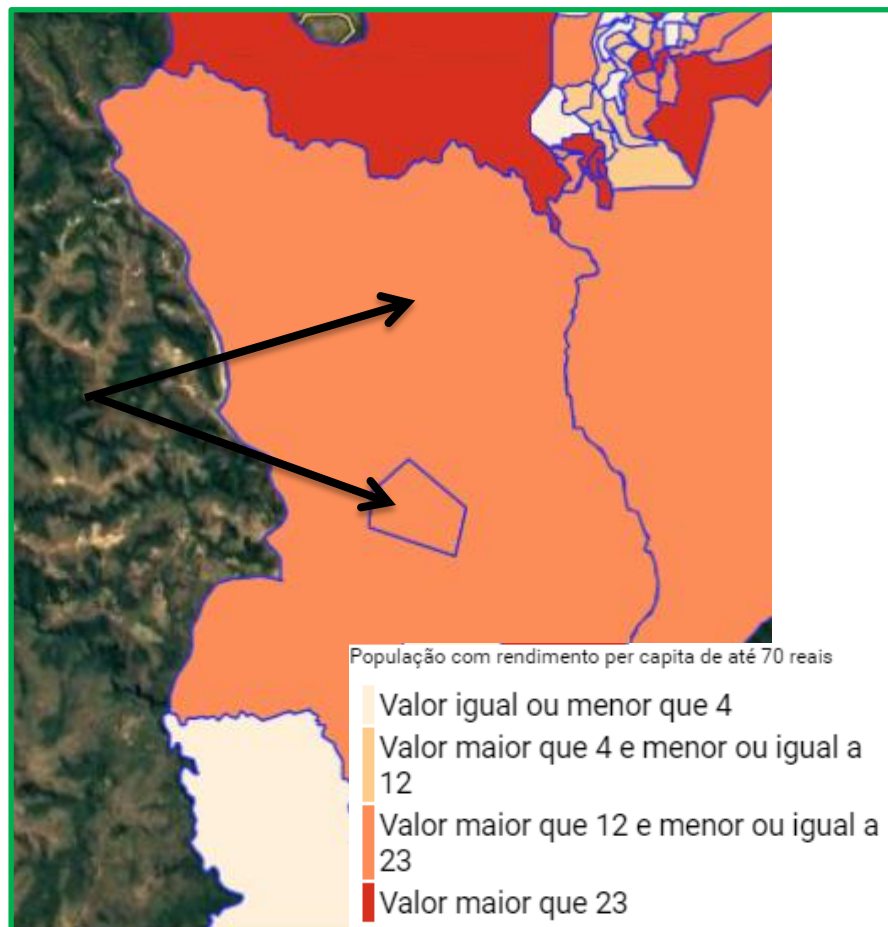 População com rendimento per capita de até 70 reais
Valor igual ou menor que 4
Valor maior que 4 e menor ou igual a
12
Valor maior que 12 e menor ou igual a
23
Valor maior que 23